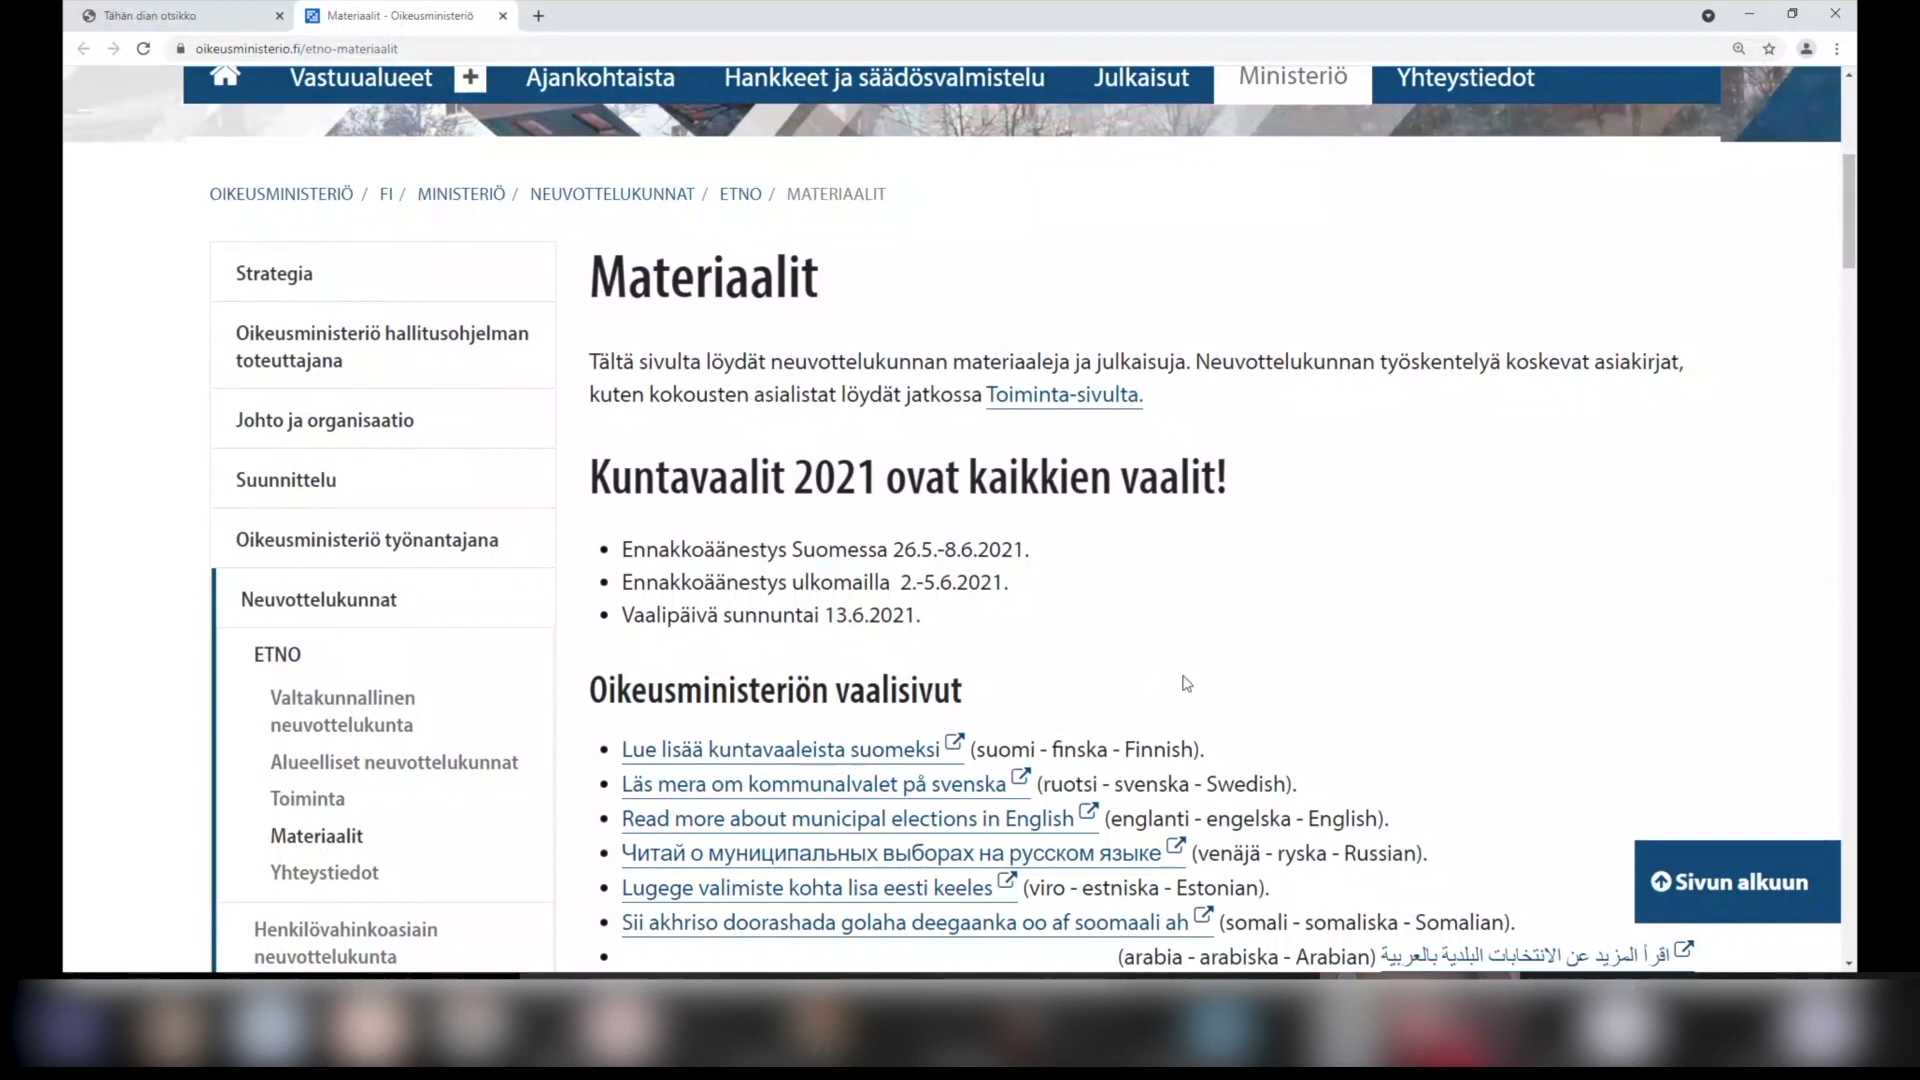 Tähän dian otsikko
Materiaalit - Oikeusministeriö
oikeusministerio.fi/etno-materiaalit
Vastuualueet + Ajankohtaista Hankkeet ja säädösvalmistelu Julkaisut Ministeriö Yhteystiedot
OIKEUSMINISTERIÖ / FI / MINISTERIÖ / NEUVOTTELUKUNNAT / ETNO / MATERIAALIT
Strategia
Oikeusministeriö hallitusohjelman
toteuttajana
Johto ja organisaatio
Suunnittelu
Oikeusministeriö työnantajana
Neuvottelukunnat
ETNO
Valtakunnallinen
neuvottelukunta
Alueelliset neuvottelukunnat
Toiminta
Materiaalit
Yhteystiedot
Henkilövahinkoasiain
neuvottelukunta
Materiaalit
Tältä sivulta löydät neuvottelukunnan materiaaleja ja julkaisuja. Neuvottelukunnan työskentelyä koskevat asiakirjat,
kuten kokousten asialistat löydät jatkossa Toiminta-sivulta.
Kuntavaalit 2021 ovat kaikkien vaalit!
• Ennakkoäänestys Suomessa 26.5.-8.6.2021.
• Ennakkoäänestys ulkomailla 2.-5.6.2021.
• Vaalipäivä sunnuntai 13.6.2021.
Oikeusministeriön vaalisivut
• Lue lisää kuntavaaleista suomeksi (suomi - finska - Finnish).
• Läs mera om kommunalvalet på svenska (ruotsi - svenska - Swedish).
• Read more about municipal elections in English (englanti - engelska - English).
• Читай о муниципальных выборах на русском языке (venäjä - ryska - Russian).
• Lugege valimiste kohta lisa eesti keeles (viro - estniska - Estonian).
• Sii akhriso doorashada golaha deegaanka oo af soomaali ah (somali - somaliska - Somalian).
• اقرأ المزيد عن الانتخابات البلدية بالعربية (arabia - arabiska - Arabian)
Sivun alkuun